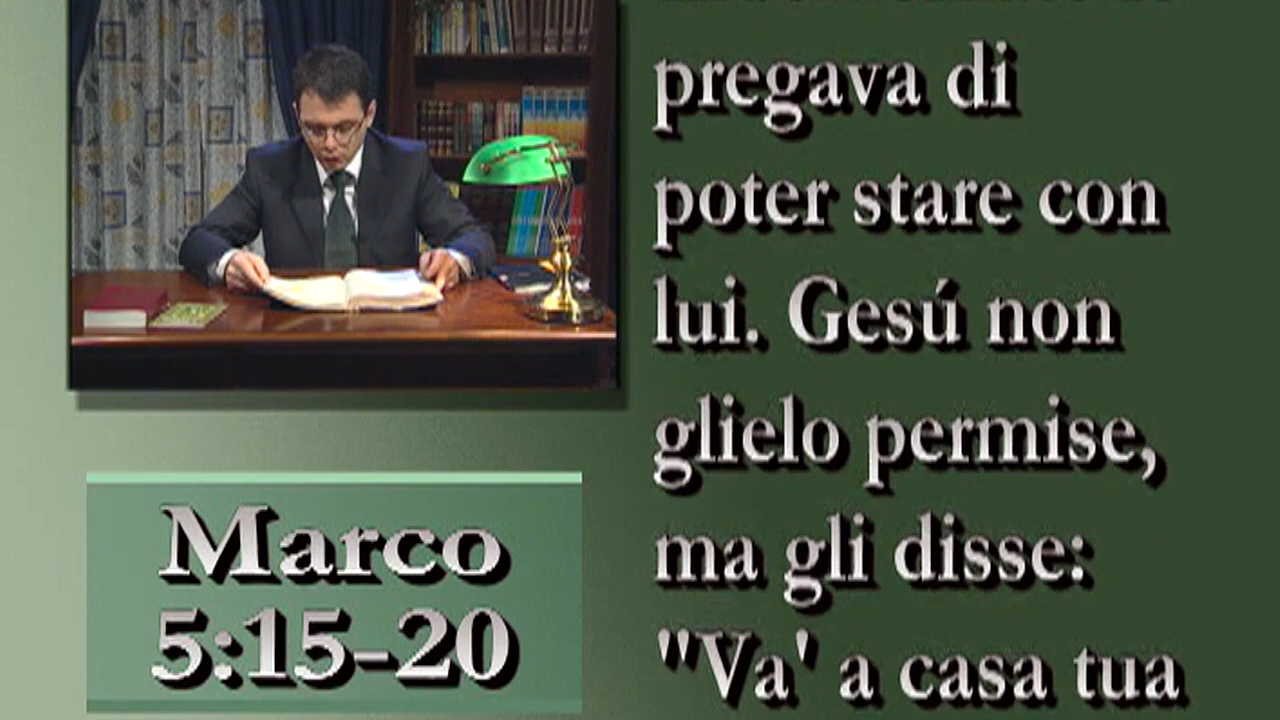 pregava di
poter stare con
lui. Gesú non
glielo permise,
ma gli disse:
"Va' a casa tua
Marco
5:15-20